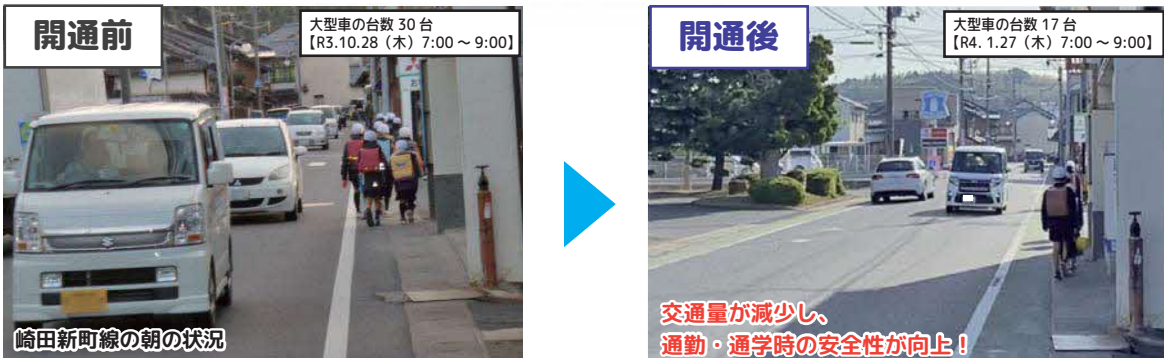 開通前
大型車の台数 30 台
【R3.10.28（木）7:00 ～ 9:00】
崎田新町線の朝の状況
開通後
大型車の台数 17 台
【R4. 1.27（木）7:00 ～ 9:00】
交通量が減少し、
通勤・通学時の安全性が向上！